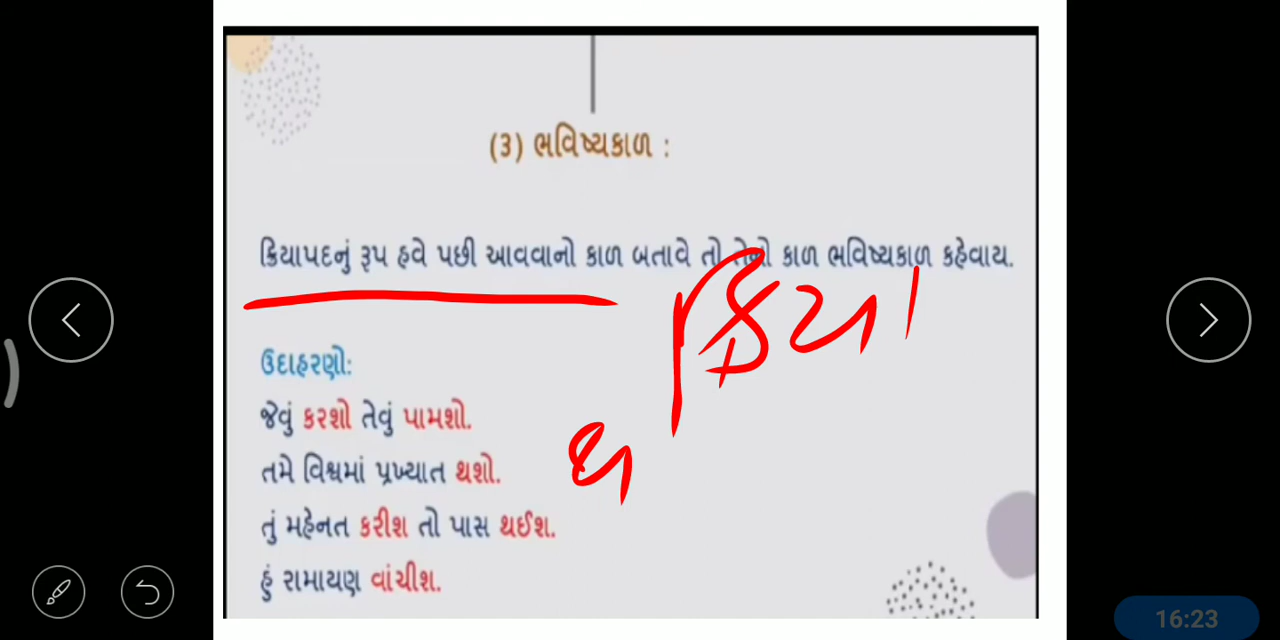 (૩) ભવિષ્યકાળ :
ક્રિયાપદનું રૂપ હવે પછી આવવાનો કાળ બતાવે તો તેનો કાળ ભવિષ્યકાળ કહેવાય.
ક્રિયા
ઉદાહરણો:
જેવું કરશો તેવું પામશો.
થ
તમે વિશ્વમાં પ્રખ્યાત થશો.
તું મહેનત કરીશ તો પાસ થઈશ.
હું રામાયણ વાંચીશ.
16:23